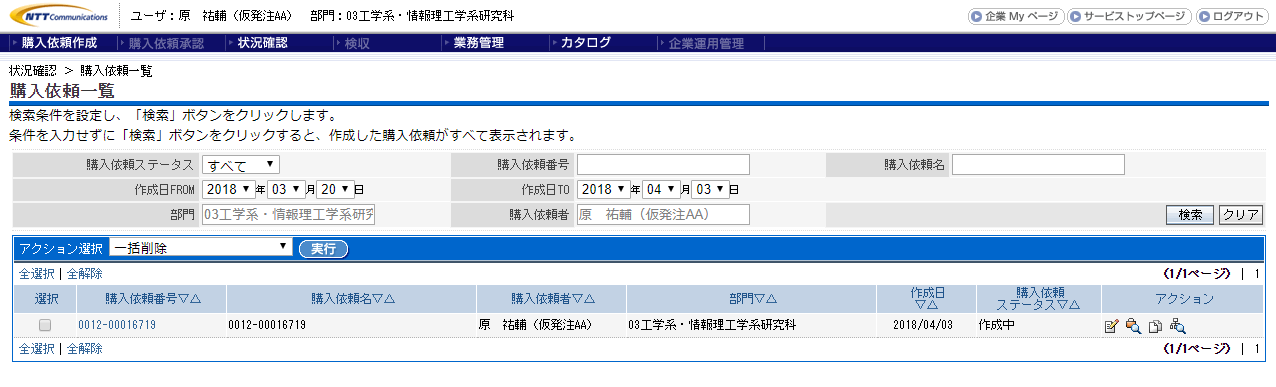 NTT Communications ユーザ：原　祐輔（仮発注AA）　部門：03工学系・情報理工学系研究科 企業 My ページ サービストップページ ログアウト
購入依頼作成 購入依頼承認 状況確認 検収 業務管理 カタログ 企業運用管理
状況確認 ＞ 購入依頼一覧
購入依頼一覧
検索条件を設定し、「検索」ボタンをクリックします。
条件を入力せずに「検索」ボタンをクリックすると、作成した購入依頼がすべて表示されます。
購入依頼ステータス すべて 購入依頼番号 購入依頼名
作成日FROM 2018 年 03 月 20 日 作成日TO 2018 年 04 月 03 日
部門 03工学系・情報理工学系研究 購入依頼者 原　祐輔（仮発注AA） 検索 クリア
アクション選択 一括削除 実行
全選択 | 全解除 （1/1ページ） | 1
選択 購入依頼番号▽△ 購入依頼名▽△ 購入依頼者▽△ 部門▽△ 作成日▽△ 購入依頼ステータス▽△ アクション
0012-00016719 0012-00016719 原　祐輔（仮発注AA） 03工学系・情報理工学系研究科 2018/04/03 作成中
全選択 | 全解除 （1/1ページ） | 1